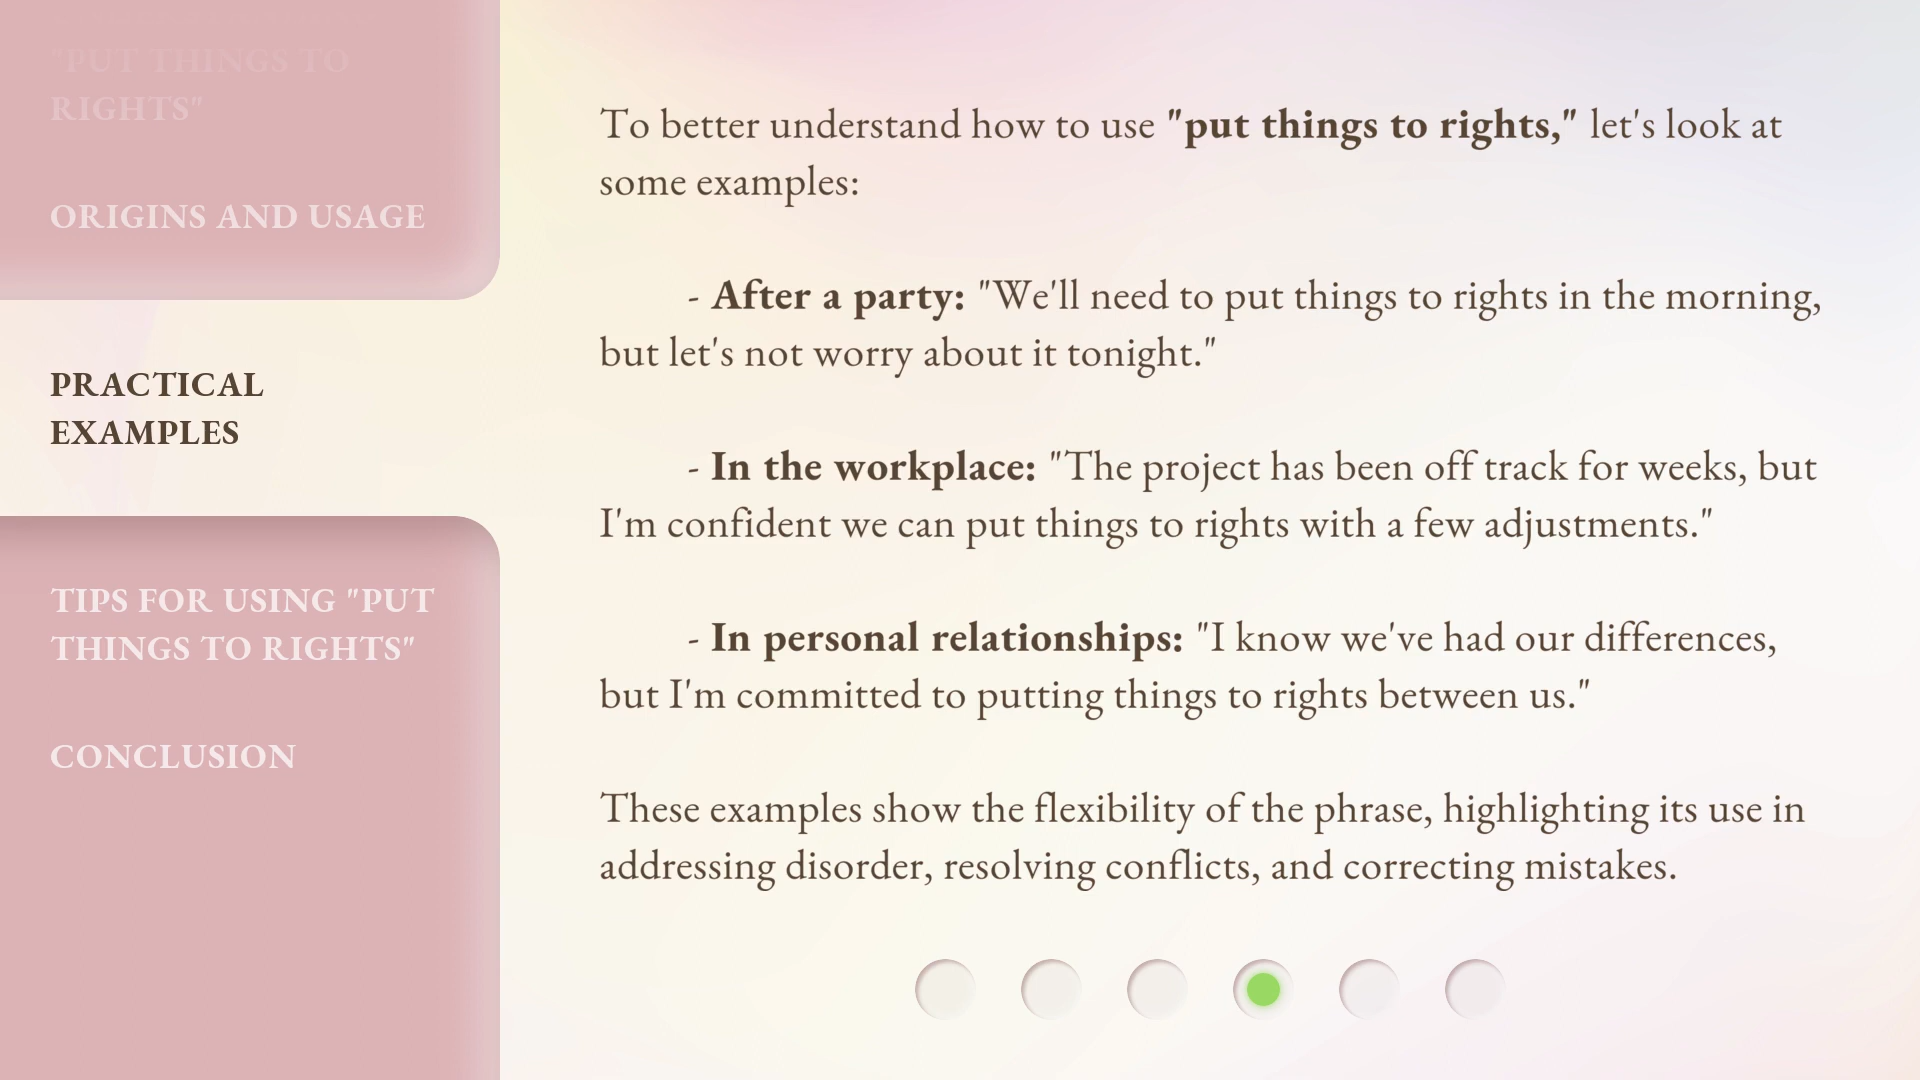 "PUT THINGS TO
RIGHTS"
ORIGINS AND USAGE
PRACTICAL
EXAMPLES
TIPS FOR USING "PUT
THINGS TO RIGHTS"
CONCLUSION
To better understand how to use "put things to rights," let's look at
some examples:
- After a party: "We'll need to put things to rights in the morning,
but let's not worry about it tonight."
- In the workplace: "The project has been off track for weeks, but
I'm confident we can put things to rights with a few adjustments."
- In personal relationships: "I know we've had our differences,
but I'm committed to putting things to rights between us."
These examples show the flexibility of the phrase, highlighting its use in
addressing disorder, resolving conflicts, and correcting mistakes.